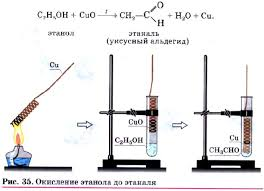 C₂H₅OH + CuO →ᵗ CH₃—C(=O)H + H₂O + Cu.
этанол этаналь
(уксусный альдегид)
Cu
CuO
C₂H₅OH
Cu
CH₃CHO
Рис. 35. Окисление этанола до этаналя